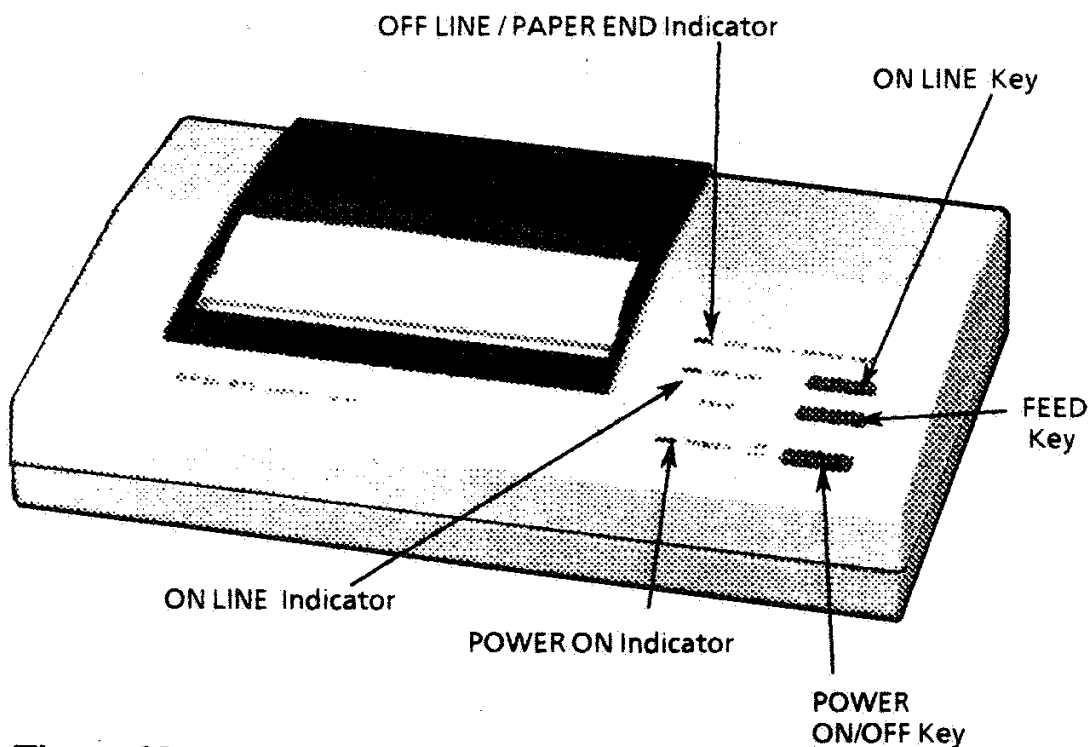 OFF LINE / PAPER END Indicator
ON LINE Key
FEED
Key
ON LINE Indicator
POWER ON Indicator
POWER
ON/OFF Key